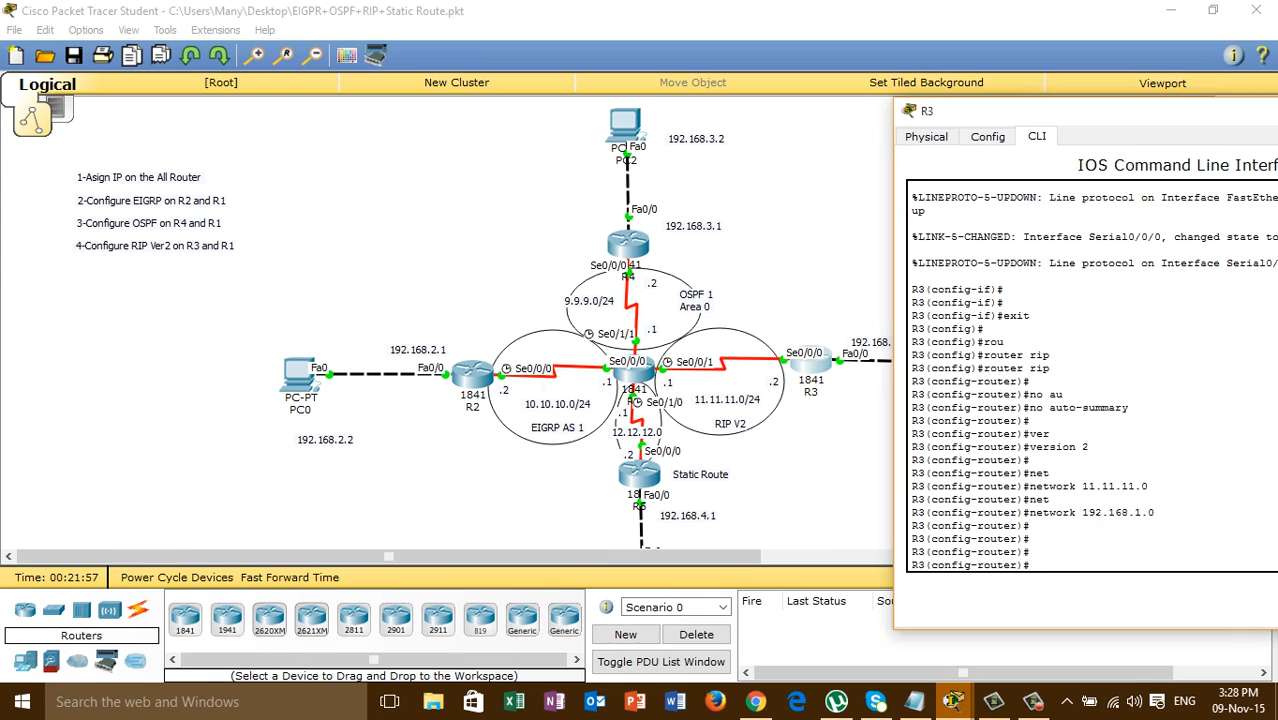 Cisco Packet Tracer Student - C:\Users\Many\Desktop\EIGPR+OSPF+RIP+Static Route.pkt
File Edit Options View Tools Extensions Help
Logical [Root] New Cluster Move Object Set Tiled Background Viewport
1-Asign IP on the All Router
2-Configure EIGRP on R2 and R1
3-Configure OSPF on R4 and R1
4-Configure RIP Ver2 on R3 and R1
Fa0
192.168.3.2
PC2
Fa0/0
192.168.3.1
Se0/0/0
41
R4
.2
9.9.9.0/24
OSPF 1
Area 0
Se0/1/1
.1
192.168.2.1
Fa0
Fa0/0
Se0/0/0
Se0/0/0
Se0/0/1
Se0/0/0
Fa0/0
192.168.
PC-PT
PC0
1841
R2
.2
.1
1841
.1
.2
1841
R3
10.10.10.0/24
Se0/1/0
11.11.11.0/24
.1
EIGRP AS 1
12.12.12.0
RIP V2
.2
Se0/0/0
192.168.2.2
Static Route
18
Fa0/0
192.168.4.1
R3
Physical Config CLI
IOS Command Line Interf
%LINEPROTO-5-UPDOWN: Line protocol on Interface FastEthe
up
%LINK-5-CHANGED: Interface Serial0/0/0, changed state to
%LINEPROTO-5-UPDOWN: Line protocol on Interface Serial0/
R3(config-if)#
R3(config-if)#
R3(config-if)#exit
R3(config)#
R3(config)#rou
R3(config)#router rip
R3(config)#router rip
R3(config-router)#
R3(config-router)#no au
R3(config-router)#no auto-summary
R3(config-router)#
R3(config-router)#ver
R3(config-router)#version 2
R3(config-router)#
R3(config-router)#net
R3(config-router)#network 11.11.11.0
R3(config-router)#net
R3(config-router)#network 192.168.1.0
R3(config-router)#
R3(config-router)#
R3(config-router)#
R3(config-router)#
Time: 00:21:57 Power Cycle Devices Fast Forward Time
1841 1941 2620XM 2621XM 2811 2901 2911 819 Generic Generic
Routers
(Select a Device to Drag and Drop to the Workspace)
Scenario 0
New Delete
Toggle PDU List Window
Fire Last Status Sou
Search the web and Windows
ENG
3:28 PM
09-Nov-15